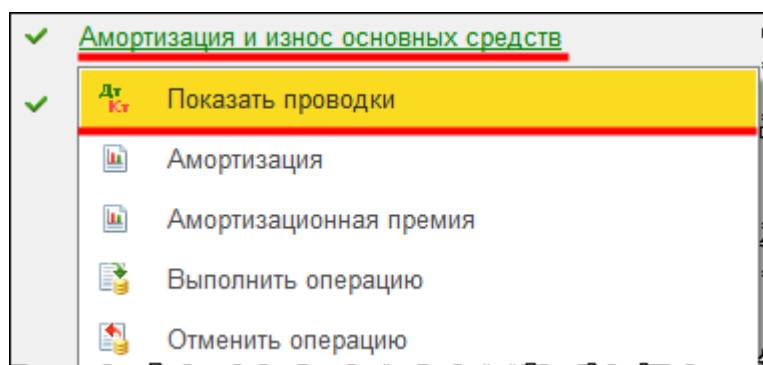 Амортизация и износ основных средств
Дт Кт Показать проводки
Амортизация
Амортизационная премия
Выполнить операцию
Отменить операцию